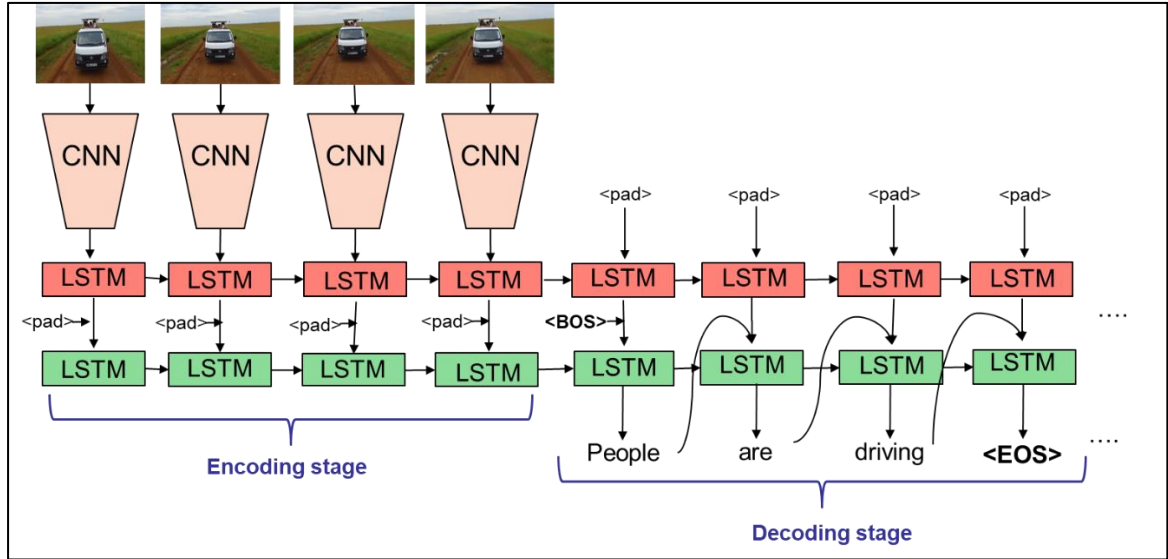 CNN CNN CNN CNN
<pad> <pad> <pad> <pad>
LSTM LSTM LSTM LSTM LSTM LSTM LSTM LSTM
<pad> <pad> <pad> <pad> <BOS> ....
LSTM LSTM LSTM LSTM LSTM LSTM LSTM LSTM
People are driving <EOS> ....
Encoding stage
Decoding stage